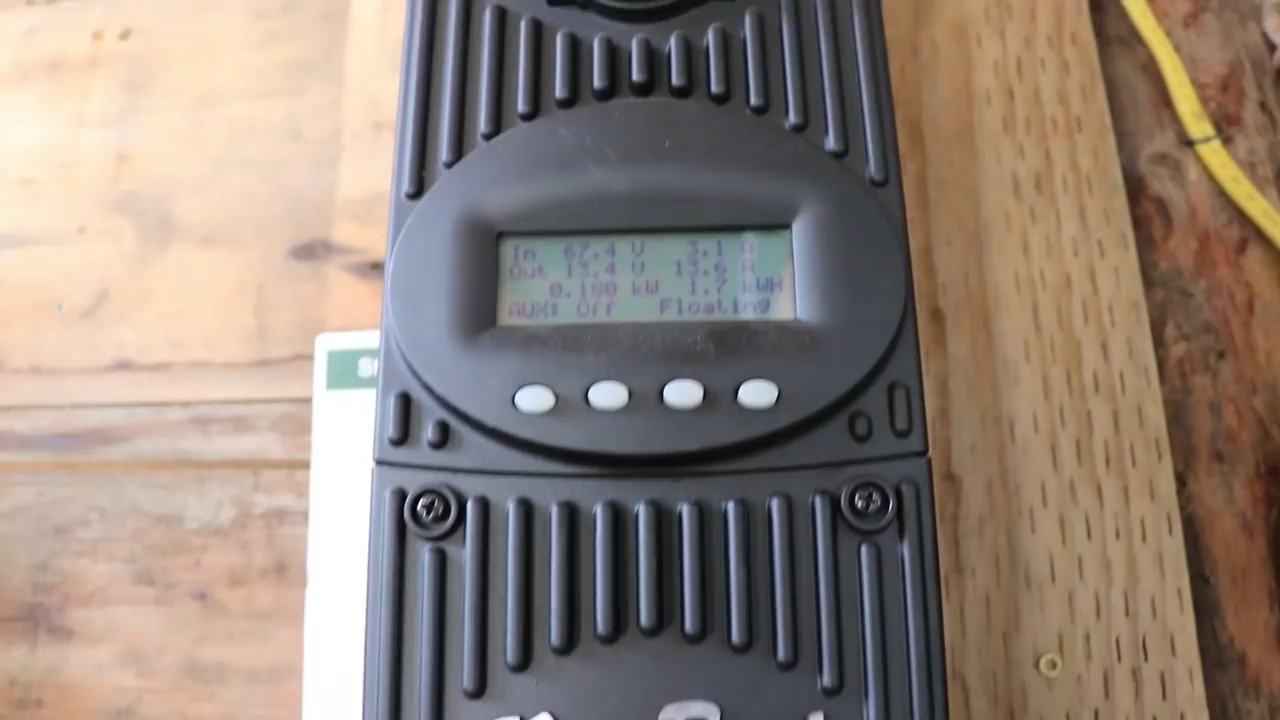 In 67.4 V 3.1 A
Out 13.4 V 13.6 A
0.180 kW 1.7 kWH
AUX: Off Floating